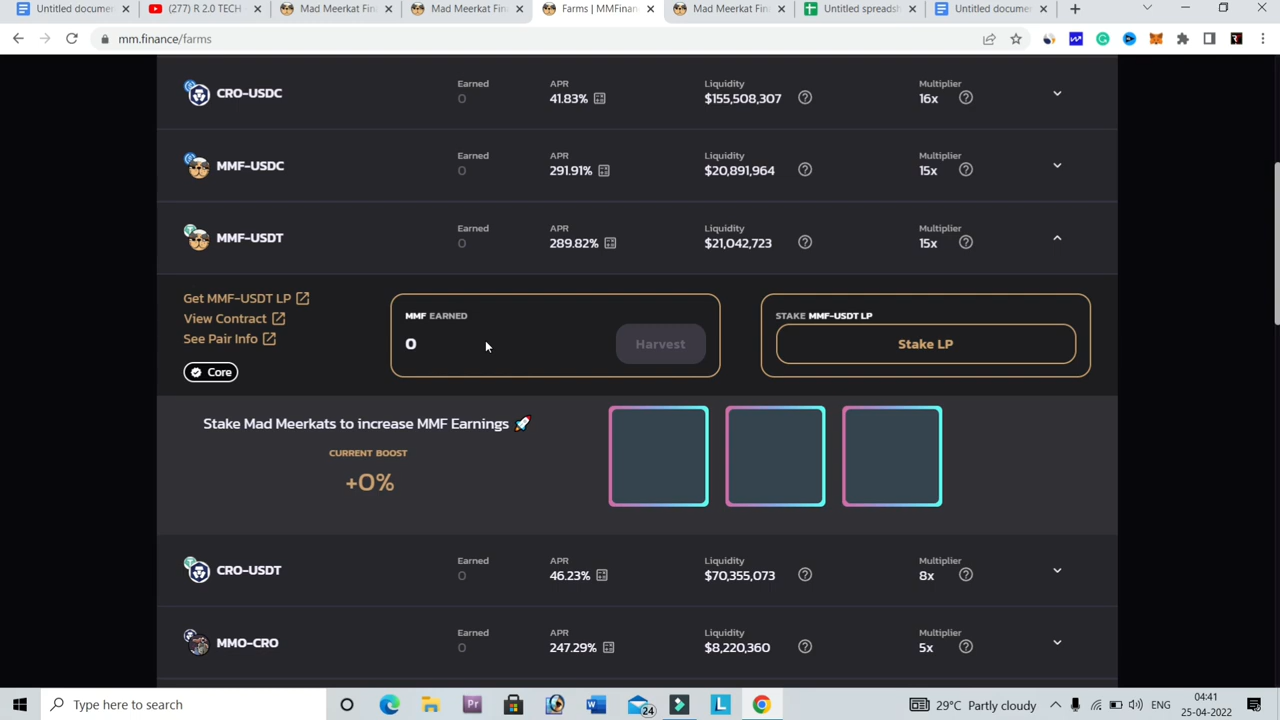 Untitled docume
(277) R 2.0 TECH
Mad Meerkat Fin
Mad Meerkat Fin
Farms | MMFinan
Mad Meerkat Fin
Untitled spreadsh
Untitled docume
mm.finance/farms
CRO-USDC
Earned
0
APR
41.83%
Liquidity
$155,508,307
Multiplier
16x
MMF-USDC
Earned
0
APR
291.91%
Liquidity
$20,891,964
Multiplier
15x
MMF-USDT
Earned
0
APR
289.82%
Liquidity
$21,042,723
Multiplier
15x
Get MMF-USDT LP
View Contract
See Pair Info
Core
MMF EARNED
0
Harvest
STAKE MMF-USDT LP
Stake LP
Stake Mad Meerkats to increase MMF Earnings 🚀
CURRENT BOOST
+0%
CRO-USDT
Earned
0
APR
46.23%
Liquidity
$70,355,073
Multiplier
8x
MMO-CRO
Earned
0
APR
247.29%
Liquidity
$8,220,360
Multiplier
5x
Type here to search
24
29°C Partly cloudy
ENG
04:41
25-04-2022